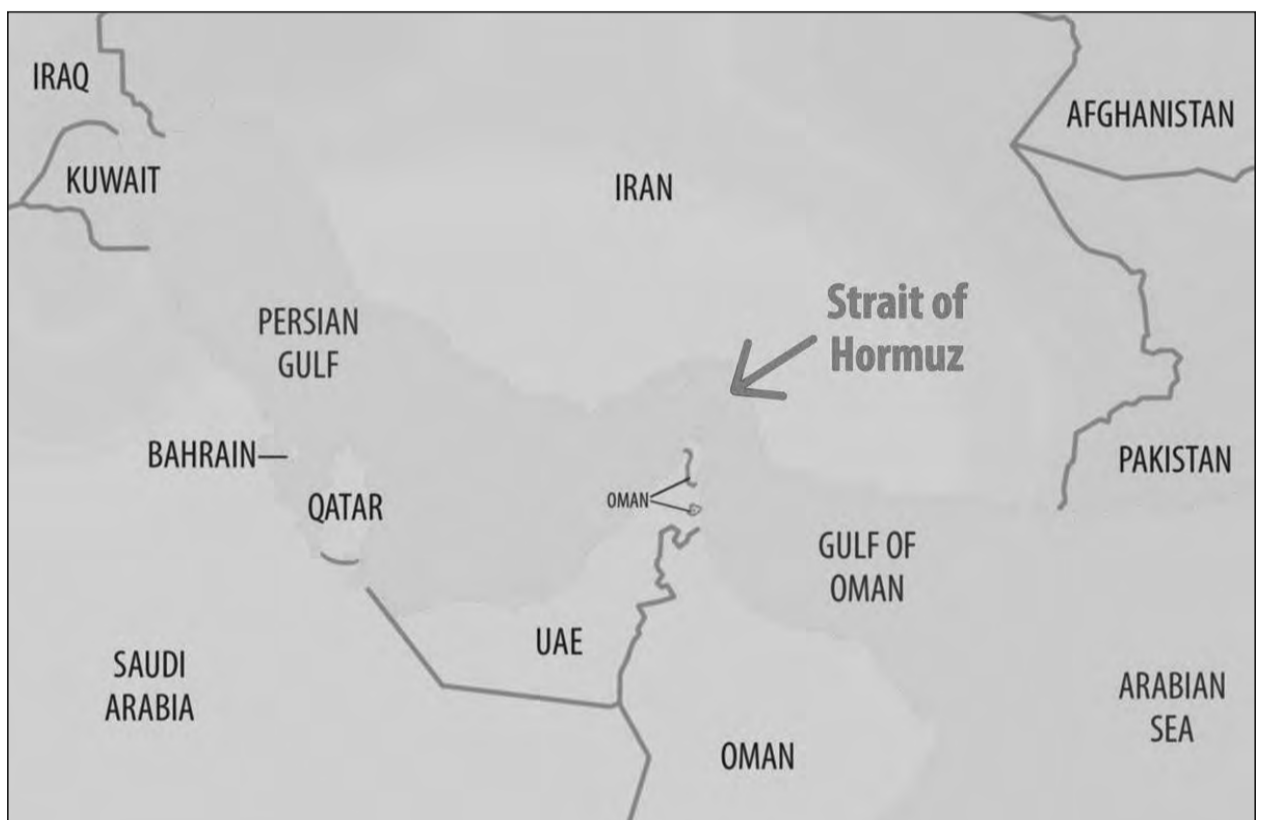 IRAQ
AFGHANISTAN
KUWAIT
IRAN
Strait of
Hormuz
PERSIAN
GULF
BAHRAIN
QATAR
OMAN
PAKISTAN
GULF OF
OMAN
UAE
SAUDI
ARABIA
ARABIAN
SEA
OMAN